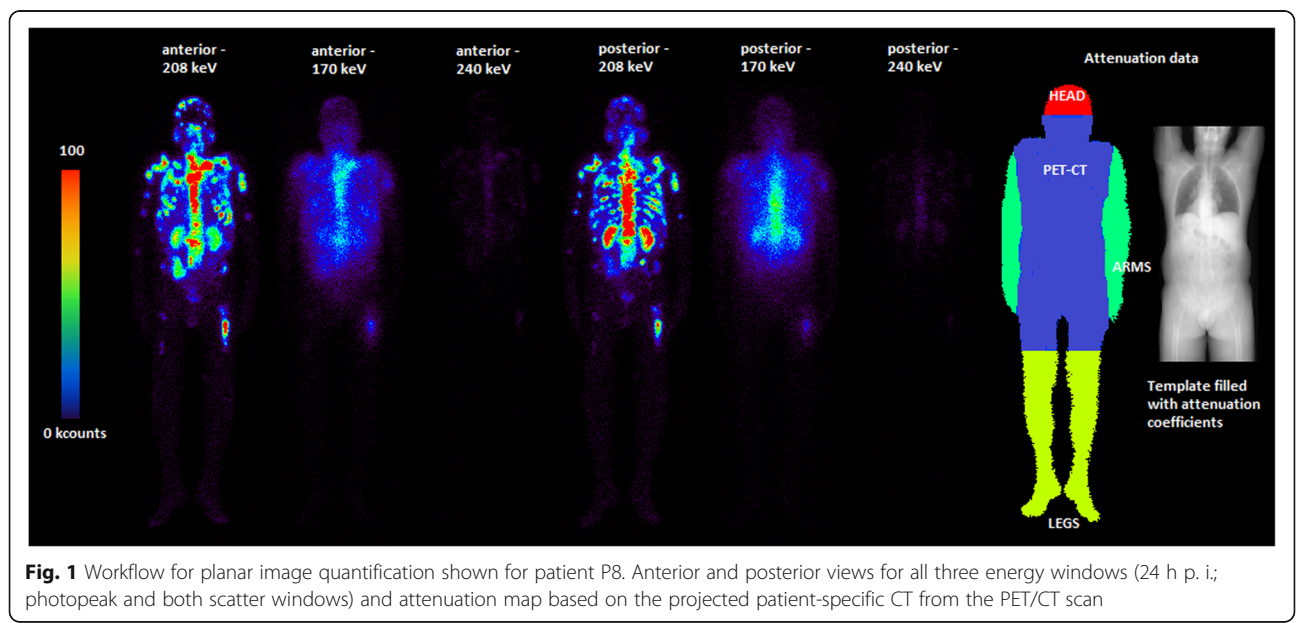 anterior -
208 keV
anterior -
170 keV
anterior -
240 keV
posterior -
208 keV
posterior -
170 keV
posterior -
240 keV
Attenuation data
100
0 kcounts
HEAD
PET-CT
ARMS
LEGS
Template filled
with attenuation
coefficients
Fig. 1 Workflow for planar image quantification shown for patient P8. Anterior and posterior views for all three energy windows (24 h p. i.;
photopeak and both scatter windows) and attenuation map based on the projected patient-specific CT from the PET/CT scan